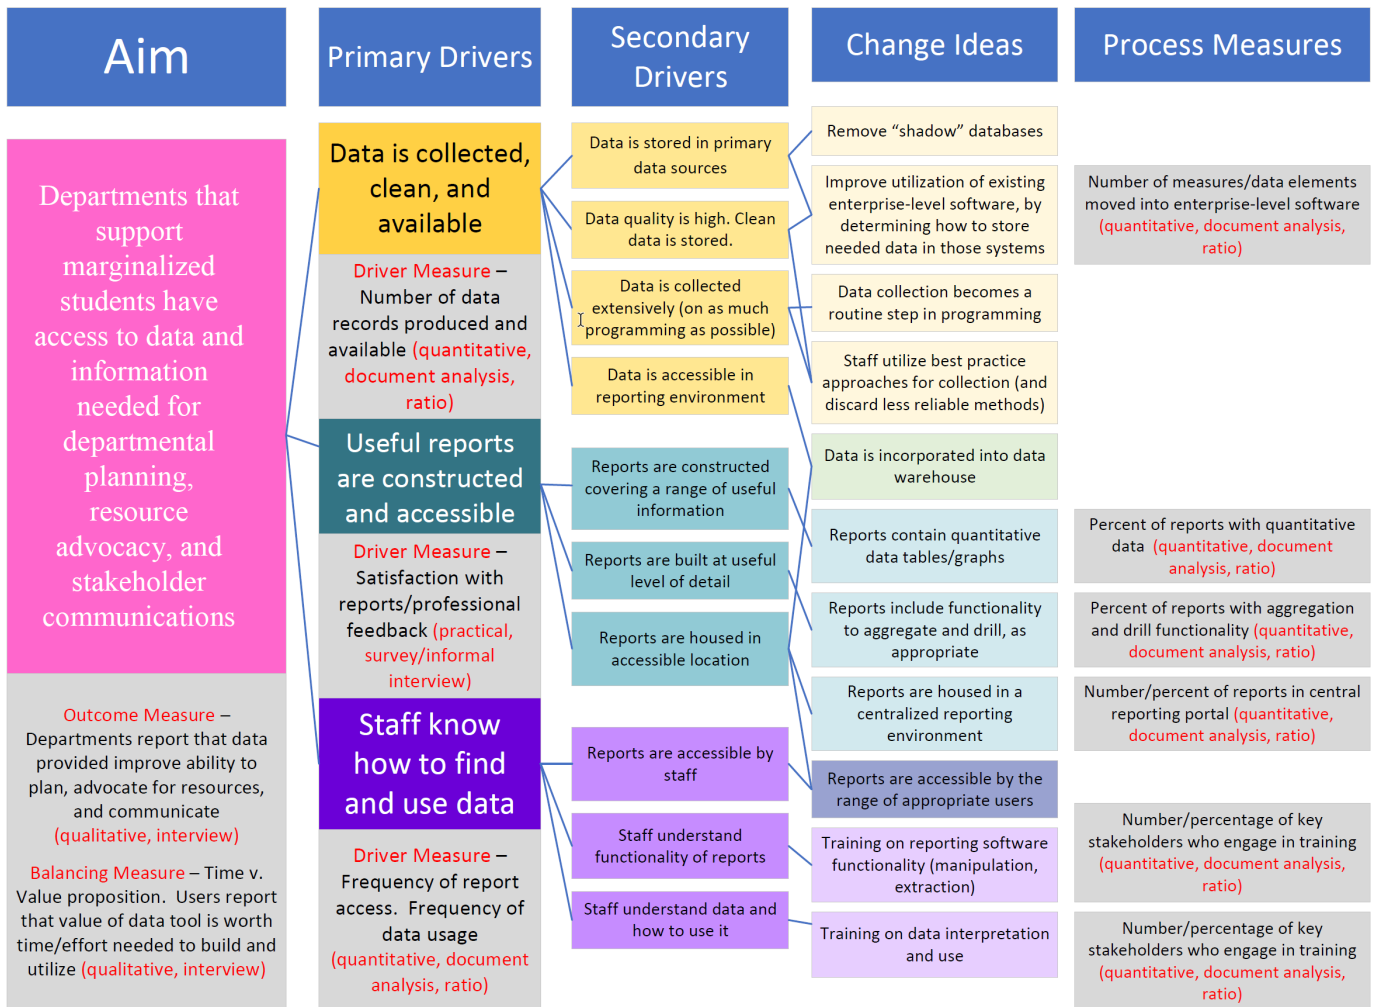 Aim
Primary Drivers
Secondary
Drivers
Change Ideas
Process Measures
Departments that
support
marginalized
students have
access to data and
information
needed for
departmental
planning,
resource
advocacy, and
stakeholder
communications
Outcome Measure –
Departments report that data
provided improve ability to
plan, advocate for resources,
and communicate
(qualitative, interview)
Balancing Measure – Time v.
Value proposition.  Users report
that value of data tool is worth
time/effort needed to build and
utilize (qualitative, interview)
Data is collected,
clean, and
available
Driver Measure –
Number of data
records produced and
available (quantitative,
document analysis,
ratio)
Useful reports
are constructed
and accessible
Driver Measure –
Satisfaction with
reports/professional
feedback (practical,
survey/informal
interview)
Staff know
how to find
and use data
Driver Measure –
Frequency of report
access.  Frequency of
data usage
(quantitative, document
analysis, ratio)
Data is stored in primary
data sources
Data quality is high. Clean
data is stored.
Data is collected
extensively (on as much
programming as possible)
Data is accessible in
reporting environment
Reports are constructed
covering a range of useful
information
Reports are built at useful
level of detail
Reports are housed in
accessible location
Reports are accessible by
staff
Staff understand
functionality of reports
Staff understand data and
how to use it
Remove “shadow” databases
Improve utilization of existing
enterprise-level software, by
determining how to store
needed data in those systems
Data collection becomes a
routine step in programming
Staff utilize best practice
approaches for collection (and
discard less reliable methods)
Data is incorporated into data
warehouse
Reports contain quantitative
data tables/graphs
Reports include functionality
to aggregate and drill, as
appropriate
Reports are housed in a
centralized reporting
environment
Reports are accessible by the
range of appropriate users
Training on reporting software
functionality (manipulation,
extraction)
Training on data interpretation
and use
Number of measures/data elements
moved into enterprise-level software
(quantitative, document analysis,
ratio)
Percent of reports with quantitative
data  (quantitative, document
analysis, ratio)
Percent of reports with aggregation
and drill functionality (quantitative,
document analysis, ratio)
Number/percent of reports in central
reporting portal (quantitative,
document analysis, ratio)
Number/percentage of key
stakeholders who engage in training
(quantitative, document analysis,
ratio)
Number/percentage of key
stakeholders who engage in training
(quantitative, document analysis,
ratio)